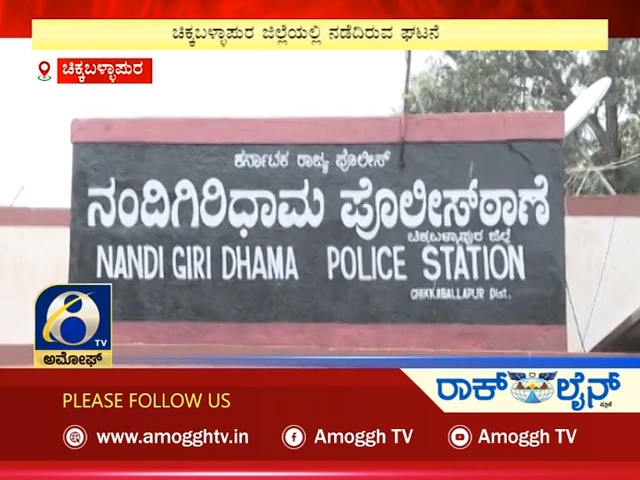 ಚಿಕ್ಕಬಳ್ಳಾಪುರ ಜಿಲ್ಲೆಯಲ್ಲಿ ನಡೆದಿರುವ ಘಟನೆ
ಚಿಕ್ಕಬಳ್ಳಾಪುರ
ಕರ್ನಾಟಕ ರಾಜ್ಯ ಪೊಲೀಸ್
ನಂದಿಗಿರಿಧಾಮ ಪೊಲೀಸ್‌ಠಾಣೆ
ಚಿಕ್ಕಬಳ್ಳಾಪುರ ಜಿಲ್ಲೆ
NANDI GIRI DHAMA POLICE STATION
CHIKKABALLAPUR Dist.
TV
ಅಮೋಘ್
PLEASE FOLLOW US
ರಾಕ್ ಲೈನ್ಸ್
www.amogghtv.in Amoggh TV Amoggh TV